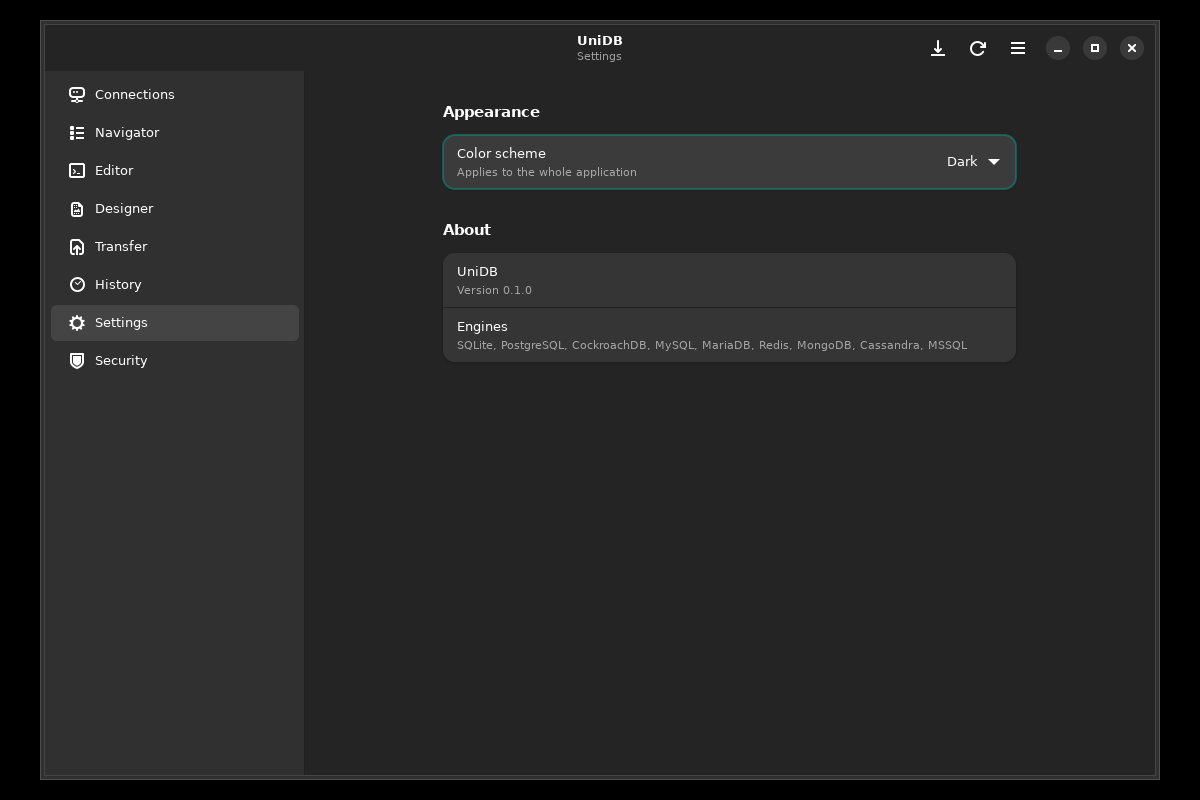 UniDB
Settings
Connections
Navigator
Editor
Designer
Transfer
History
Settings
Security
Appearance
Color scheme
Applies to the whole application
Dark
About
UniDB
Version 0.1.0
Engines
SQLite, PostgreSQL, CockroachDB, MySQL, MariaDB, Redis, MongoDB, Cassandra, MSSQL